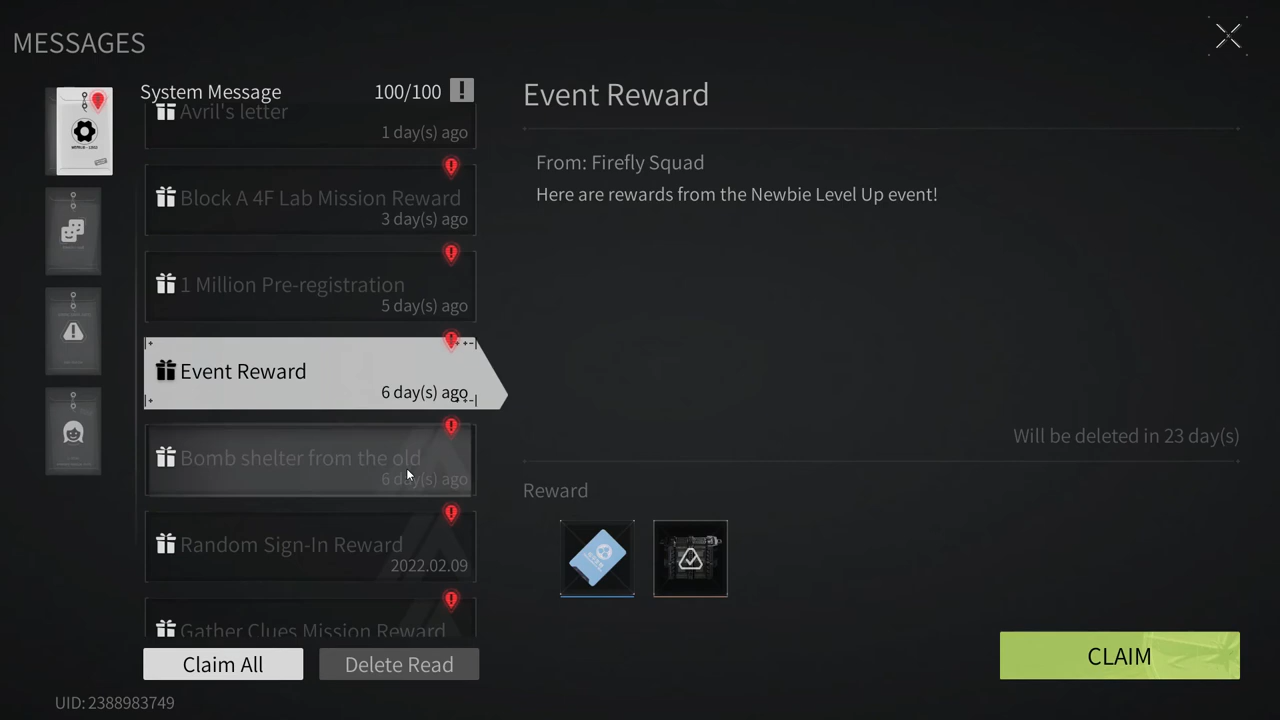 MESSAGES
System Message 100/100
Avril's letter
1 day(s) ago
Block A 4F Lab Mission Reward
3 day(s) ago
1 Million Pre-registration
5 day(s) ago
Event Reward
6 day(s) ago
Bomb shelter from the old
6 day(s) ago
Random Sign-In Reward
2022.02.09
Gather Clues Mission Reward
Claim All
Delete Read
UID: 2388983749
Event Reward
From: Firefly Squad
Here are rewards from the Newbie Level Up event!
Will be deleted in 23 day(s)
Reward
CLAIM